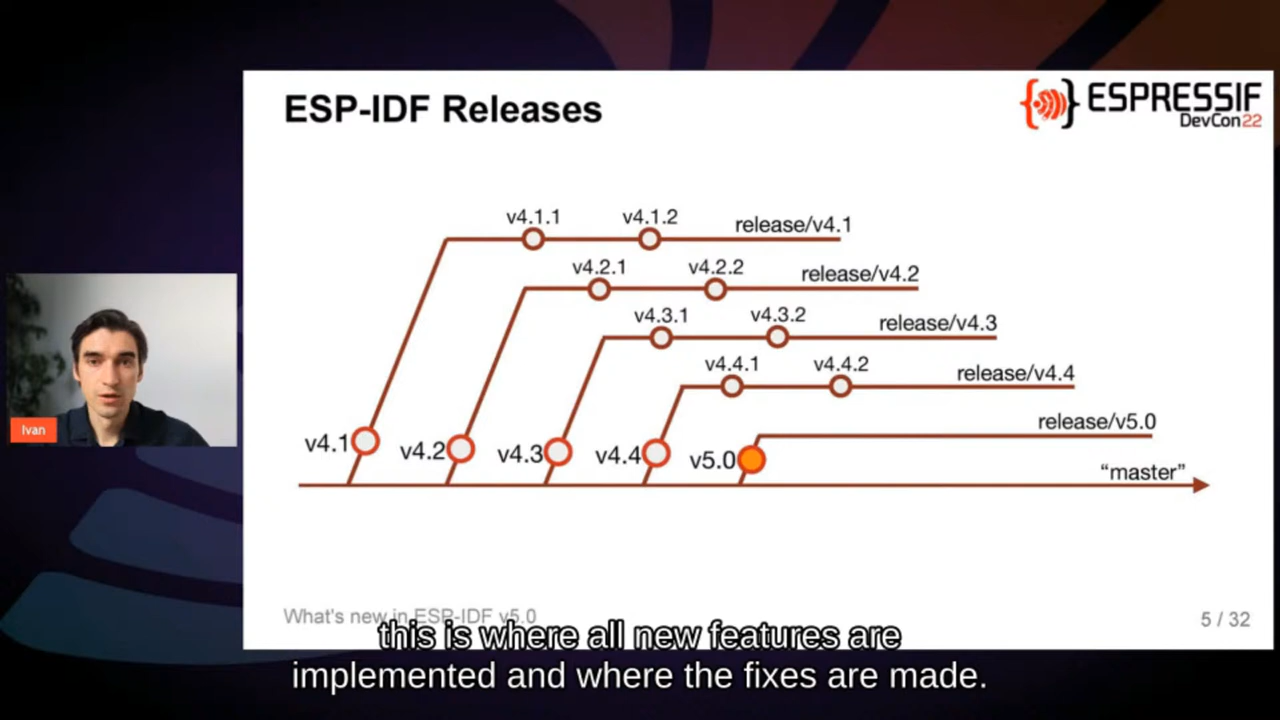 ESP-IDF Releases
ESPRESSIF
DevCon22
v4.1.1
v4.1.2
release/v4.1
v4.2.1
v4.2.2
release/v4.2
v4.3.1
v4.3.2
release/v4.3
v4.4.1
v4.4.2
release/v4.4
release/v5.0
v4.1
v4.2
v4.3
v4.4
v5.0
“master”
Ivan
What's new in ESP-IDF v5.0
5 / 32
this is where all new features are
implemented and where the fixes are made.